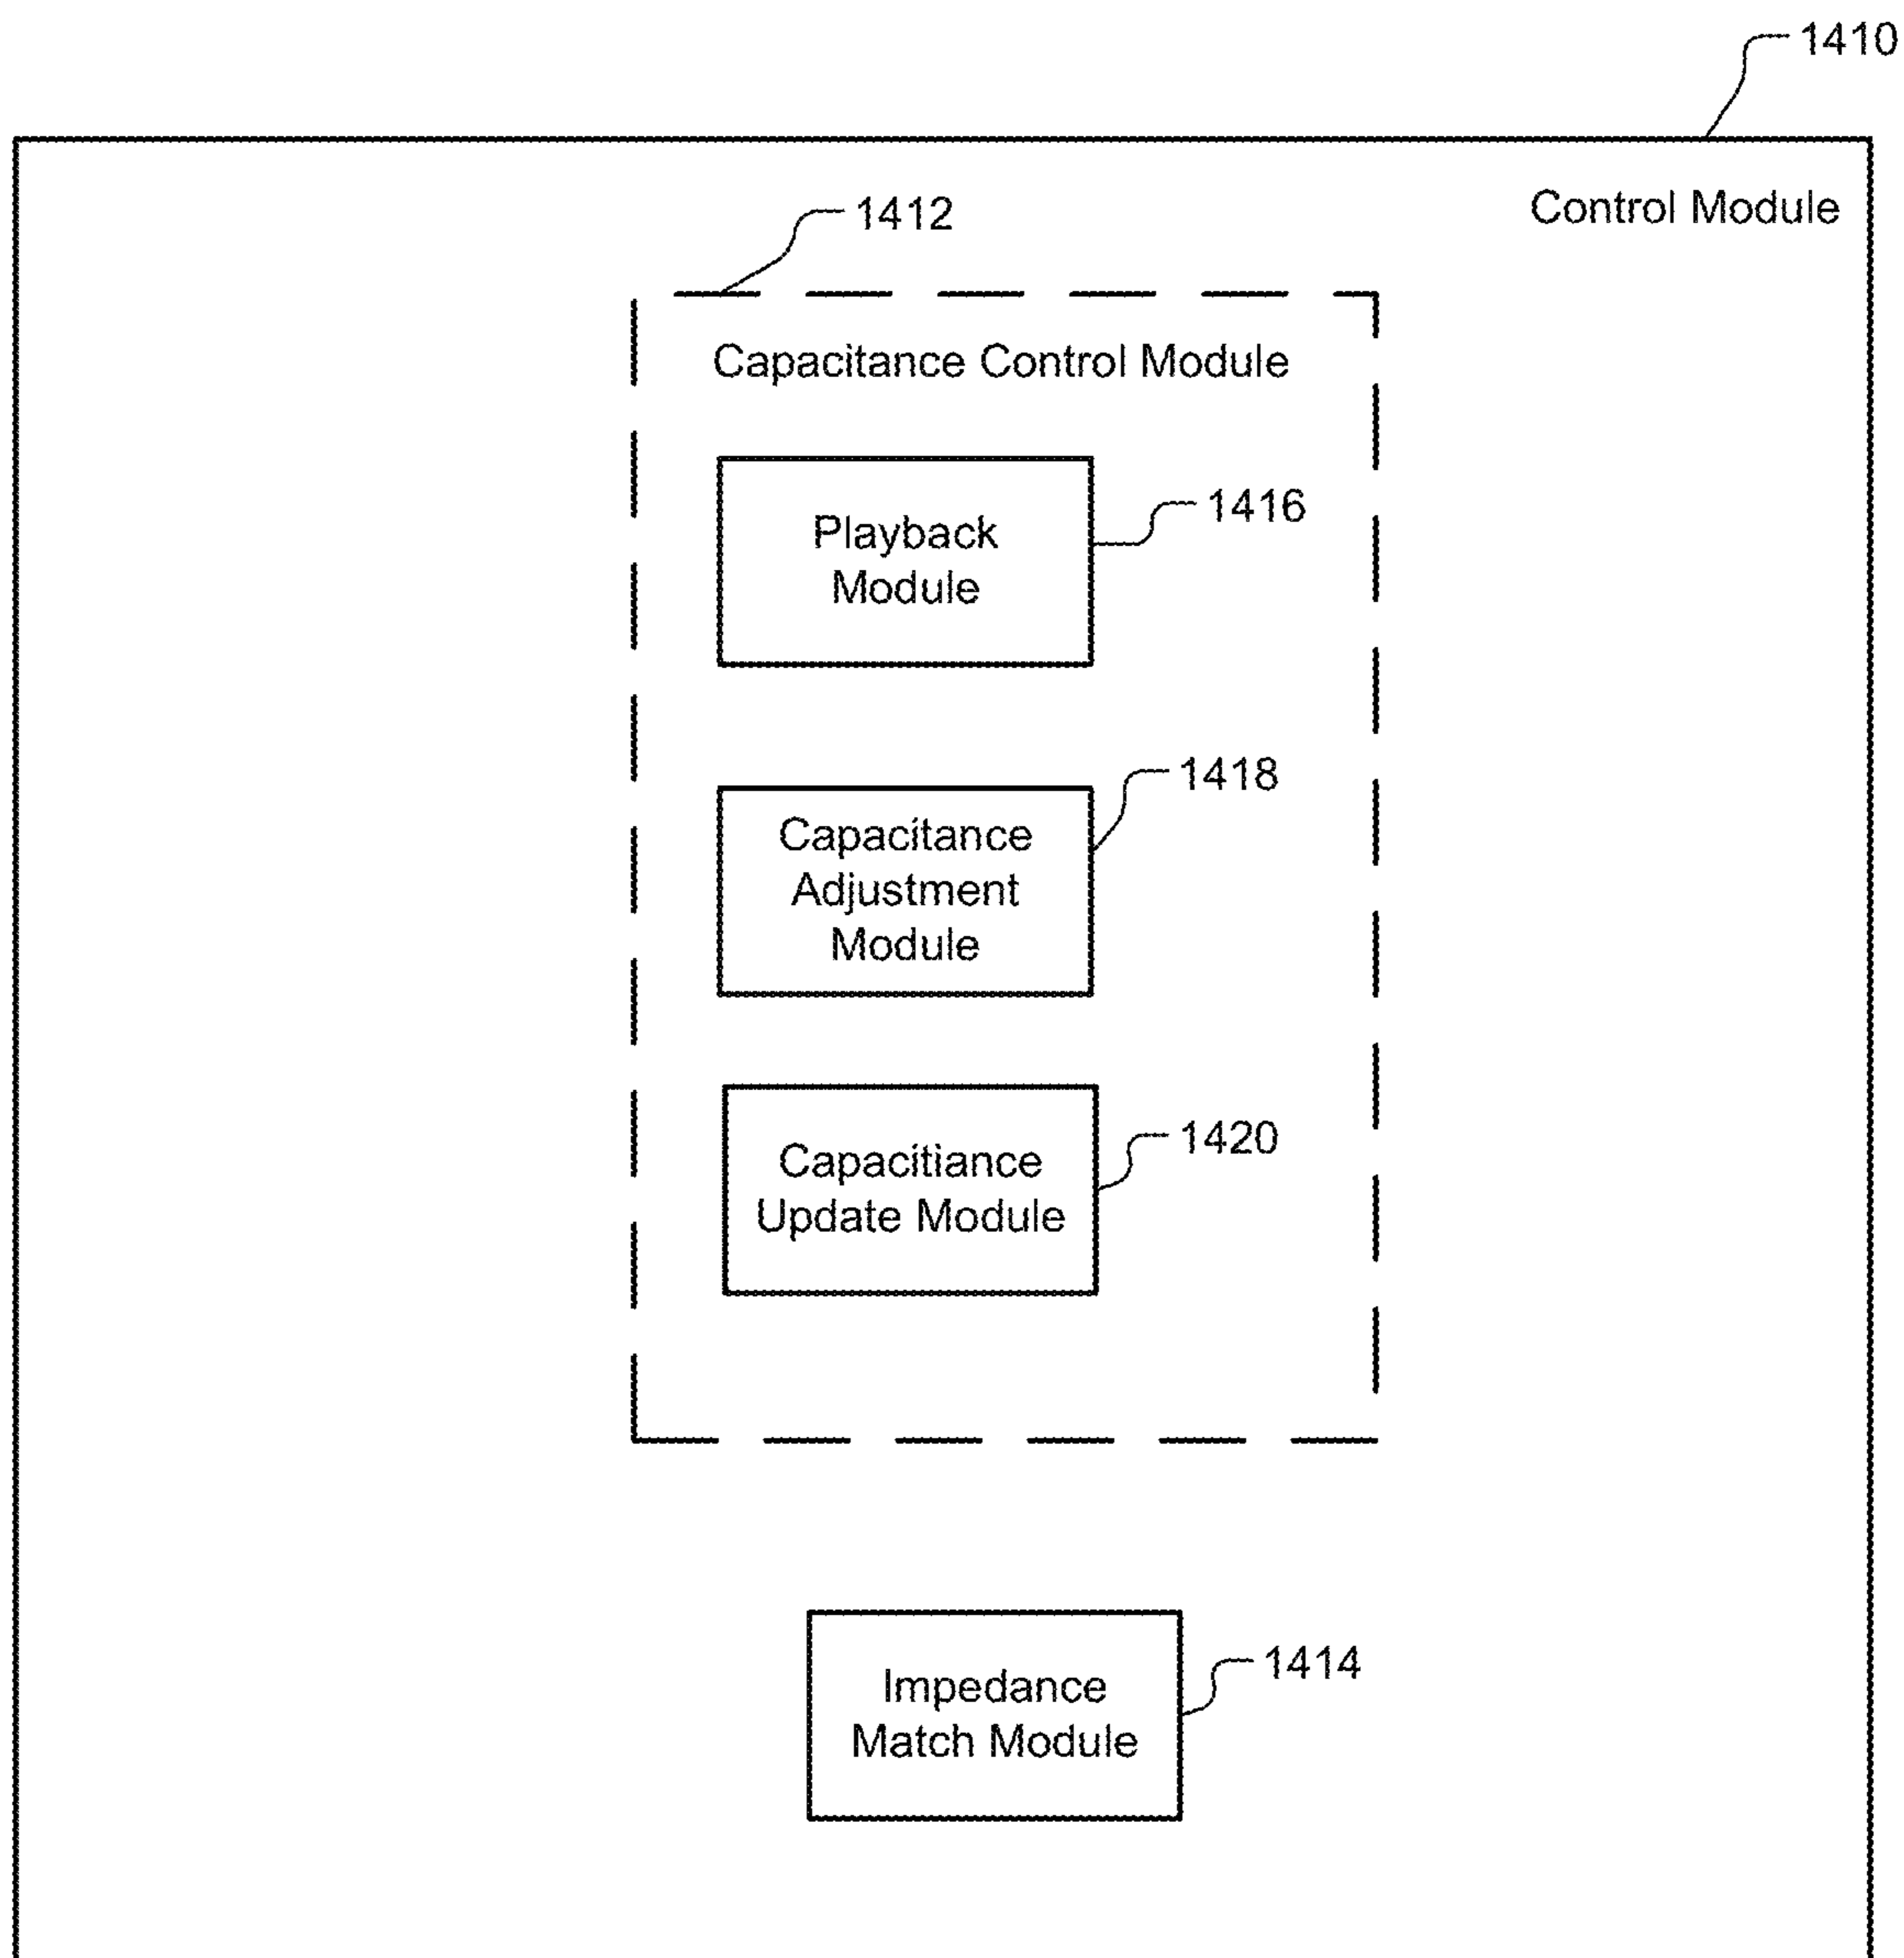 1410
Control Module
1412
Capacitance Control Module
Playback
Module
1416
Capacitance
Adjustment
Module
1418
Capacitiance
Update Module
1420
Impedance
Match Module
1414